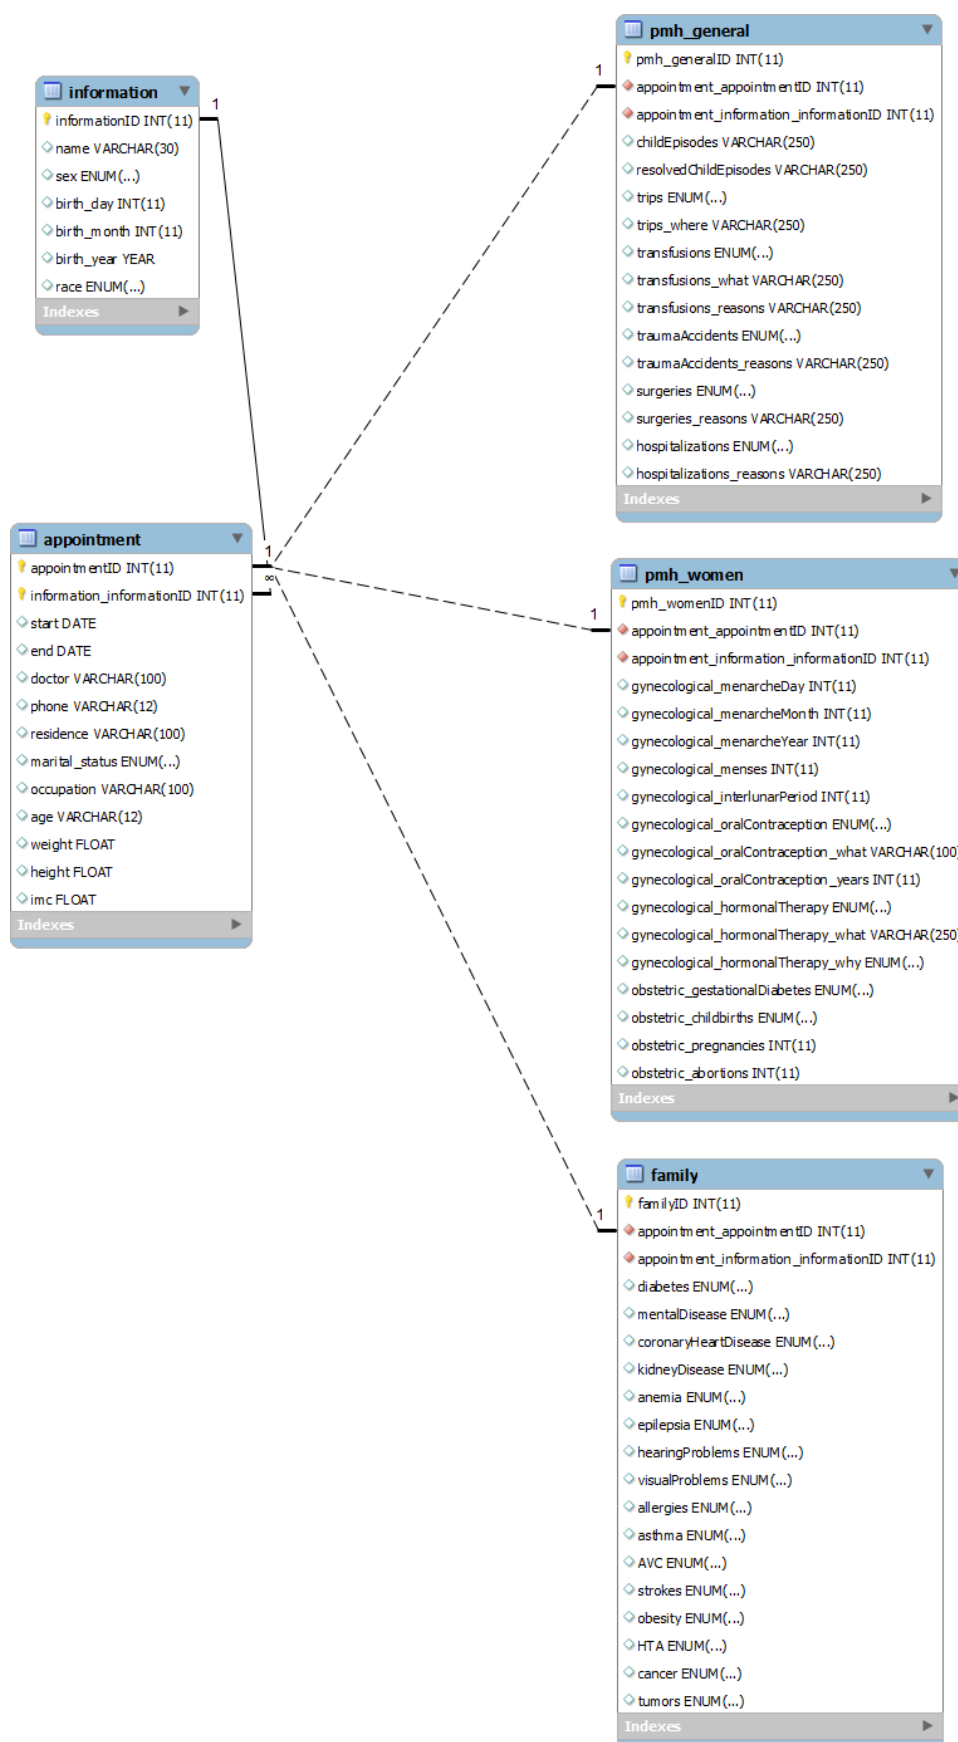 information
informationID INT(11)
name VARCHAR(30)
sex ENUM(...)
birth_day INT(11)
birth_month INT(11)
birth_year YEAR
race ENUM(...)
Indexes
1
appointment
appointmentID INT(11)
information_informationID INT(11)
start DATE
end DATE
doctor VARCHAR(100)
phone VARCHAR(12)
residence VARCHAR(100)
marital_status ENUM(...)
occupation VARCHAR(100)
age VARCHAR(12)
weight FLOAT
height FLOAT
imc FLOAT
Indexes
1
∞
1
pmh_general
pmh_generalID INT(11)
appointment_appointmentID INT(11)
appointment_information_informationID INT(11)
childEpisodes VARCHAR(250)
resolvedChildEpisodes VARCHAR(250)
trips ENUM(...)
trips_where VARCHAR(250)
transfusions ENUM(...)
transfusions_what VARCHAR(250)
transfusions_reasons VARCHAR(250)
traumaAccidents ENUM(...)
traumaAccidents_reasons VARCHAR(250)
surgeries ENUM(...)
surgeries_reasons VARCHAR(250)
hospitalizations ENUM(...)
hospitalizations_reasons VARCHAR(250)
Indexes
1
pmh_women
pmh_womenID INT(11)
appointment_appointmentID INT(11)
appointment_information_informationID INT(11)
gynecological_menarcheDay INT(11)
gynecological_menarcheMonth INT(11)
gynecological_menarcheYear INT(11)
gynecological_menses INT(11)
gynecological_interlunarPeriod INT(11)
gynecological_oralContraception ENUM(...)
gynecological_oralContraception_what VARCHAR(100)
gynecological_oralContraception_years INT(11)
gynecological_hormonalTherapy ENUM(...)
gynecological_hormonalTherapy_what VARCHAR(250)
gynecological_hormonalTherapy_why ENUM(...)
obstetric_gestationalDiabetes ENUM(...)
obstetric_childbirths ENUM(...)
obstetric_pregnancies INT(11)
obstetric_abortions INT(11)
Indexes
1
family
familyID INT(11)
appointment_appointmentID INT(11)
appointment_information_informationID INT(11)
diabetes ENUM(...)
mentalDisease ENUM(...)
coronaryHeartDisease ENUM(...)
kidneyDisease ENUM(...)
anemia ENUM(...)
epilepsia ENUM(...)
hearingProblems ENUM(...)
visualProblems ENUM(...)
allergies ENUM(...)
asthma ENUM(...)
AVC ENUM(...)
strokes ENUM(...)
obesity ENUM(...)
HTA ENUM(...)
cancer ENUM(...)
tumors ENUM(...)
Indexes